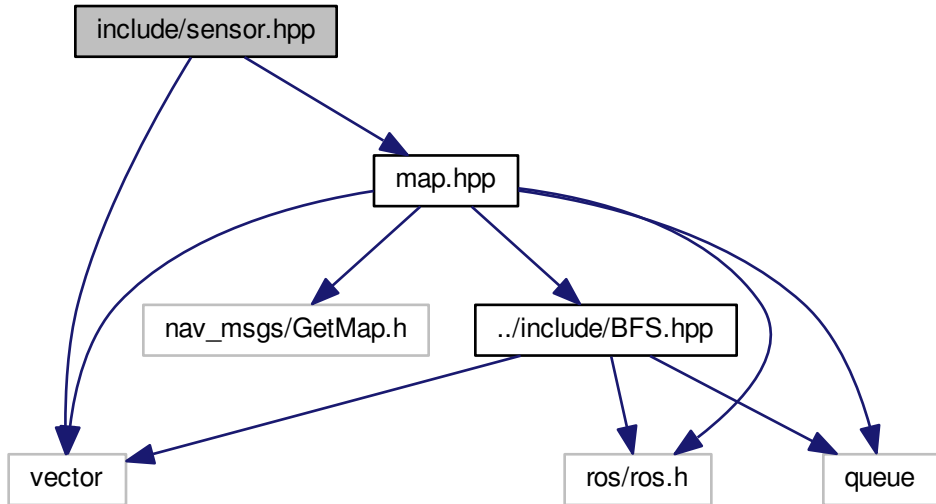 include/sensor.hpp
map.hpp
nav_msgs/GetMap.h
../include/BFS.hpp
vector
ros/ros.h
queue